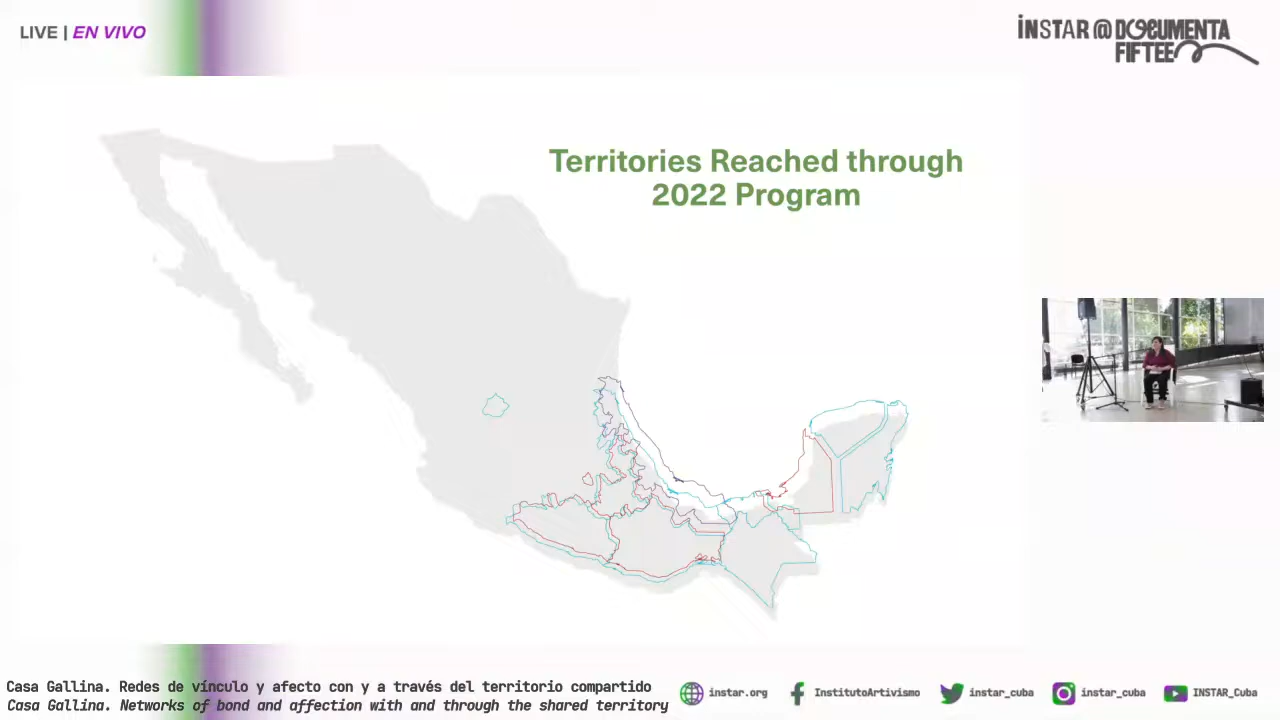 LIVE | EN VIVO
INSTAR @ DOCUMENTA
FIFTEE
Territories Reached through
2022 Program
Casa Gallina. Redes de vínculo y afecto con y a través del territorio compartido
Casa Gallina. Networks of bond and affection with and through the shared territory
instar.org
InstitutoArtivismo
instar_cuba
instar_cuba
INSTAR_Cuba